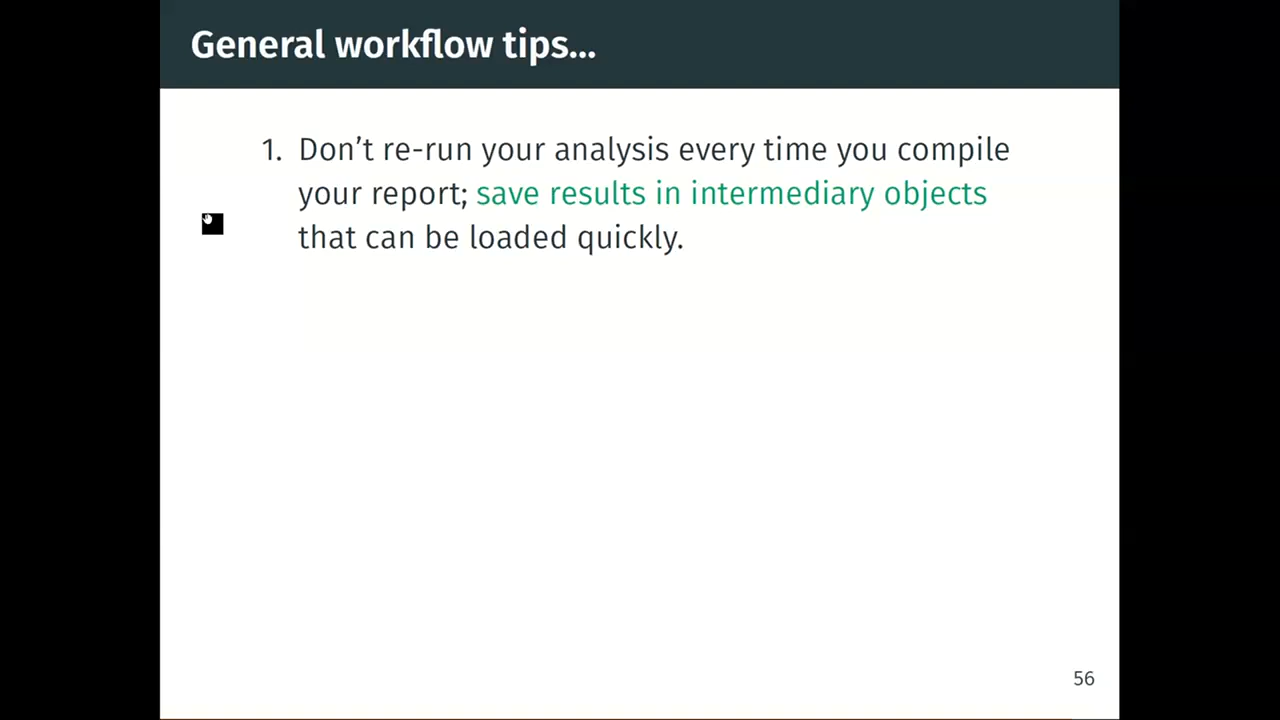 General workflow tips...
1. Don't re-run your analysis every time you compile
your report; save results in intermediary objects
that can be loaded quickly.
56